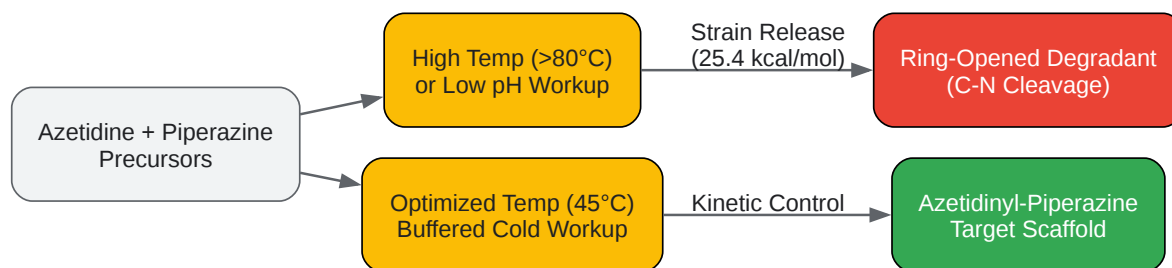 Azetidine + Piperazine
Precursors
High Temp (>80°C)
or Low pH Workup
Strain Release
(25.4 kcal/mol)
Ring-Opened Degradant
(C-N Cleavage)
Optimized Temp (45°C)
Buffered Cold Workup
Kinetic Control
Azetidinyl-Piperazine
Target Scaffold